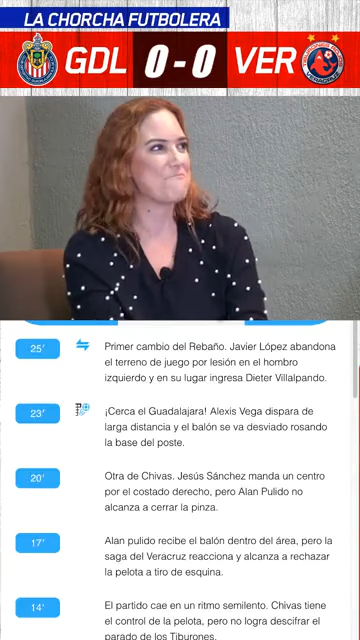 LA CHORCHA FUTBOLERA
GDL 0-0 VER
25'
Primer cambio del Rebaño. Javier López abandona
el terreno de juego por lesión en el hombro
izquierdo y en su lugar ingresa Dieter Villalpando.
23'
¡Cerca el Guadalajara! Alexis Vega dispara de
larga distancia y el balón se va desviado rosando
la base del poste.
20'
Otra de Chivas. Jesús Sánchez manda un centro
por el costado derecho, pero Alan Pulido no
alcanza a cerrar la pinza.
17'
Alan pulido recibe el balón dentro del área, pero la
saga del Veracruz reacciona y alcanza a rechazar
la pelota a tiro de esquina.
14'
El partido cae en un ritmo semilento. Chivas tiene
el control de la pelota, pero no logra descifrar el
parado de los Tiburones.